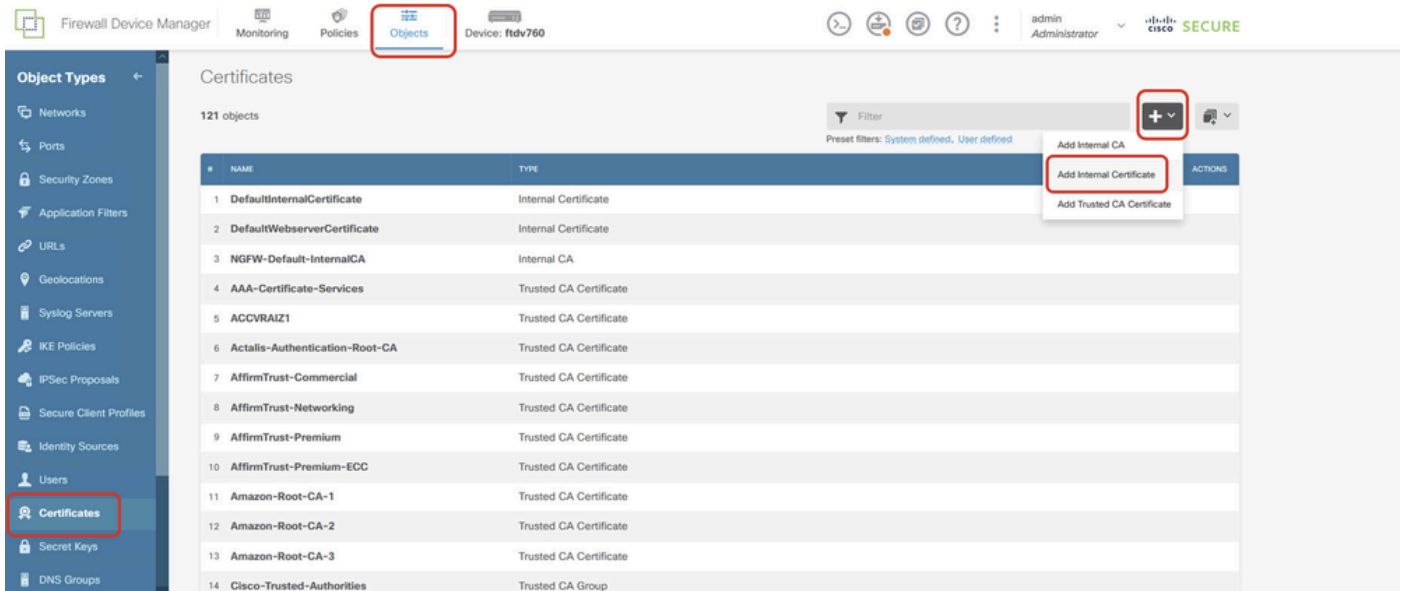 Firewall Device Manager
Monitoring
Policies
Objects
Device: ftdv760
admin
Administrator
cisco SECURE
Object Types
Networks
Ports
Security Zones
Application Filters
URLs
Geolocations
Syslog Servers
IKE Policies
IPSec Proposals
Secure Client Profiles
Identity Sources
Users
Certificates
Secret Keys
DNS Groups
Certificates
121 objects
Filter
Preset filters: System defined, User defined
Add Internal CA
Add Internal Certificate
Add Trusted CA Certificate
# NAME TYPE ACTIONS
1 DefaultInternalCertificate Internal Certificate
2 DefaultWebserverCertificate Internal Certificate
3 NGFW-Default-InternalCA Internal CA
4 AAA-Certificate-Services Trusted CA Certificate
5 ACCVRAIZ1 Trusted CA Certificate
6 Actalis-Authentication-Root-CA Trusted CA Certificate
7 AffirmTrust-Commercial Trusted CA Certificate
8 AffirmTrust-Networking Trusted CA Certificate
9 AffirmTrust-Premium Trusted CA Certificate
10 AffirmTrust-Premium-ECC Trusted CA Certificate
11 Amazon-Root-CA-1 Trusted CA Certificate
12 Amazon-Root-CA-2 Trusted CA Certificate
13 Amazon-Root-CA-3 Trusted CA Certificate
14 Cisco-Trusted-Authorities Trusted CA Group